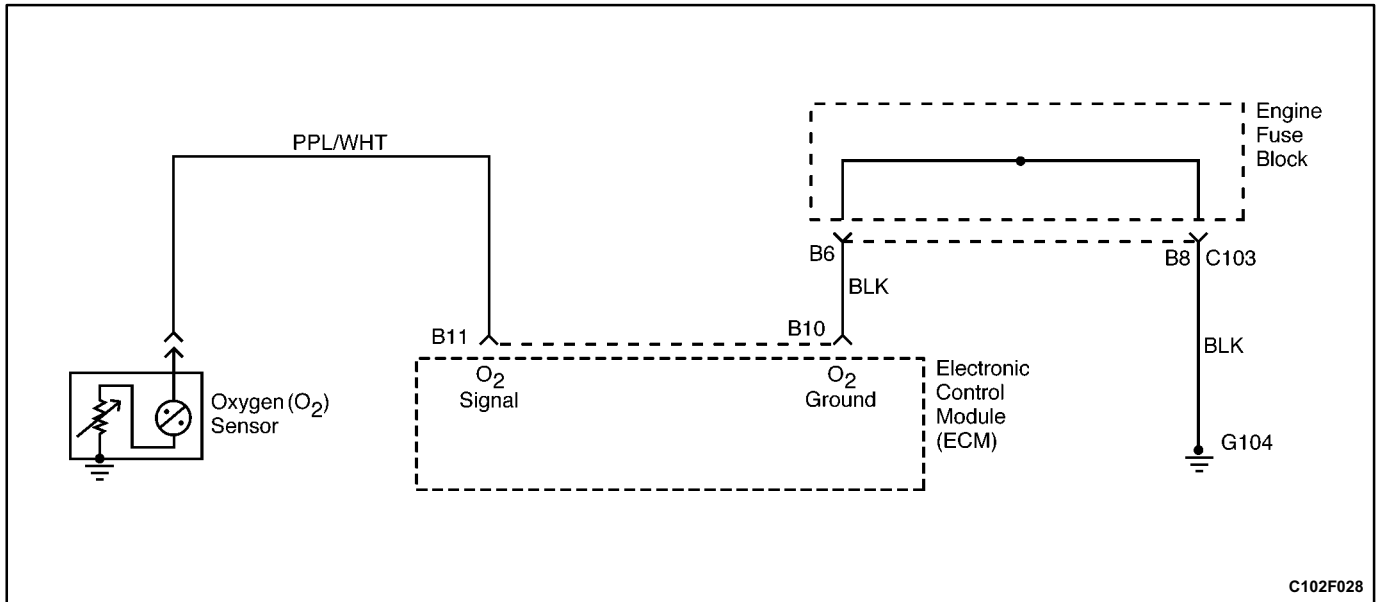 PPL/WHT
Engine
Fuse
Block
B6
B8 C103
BLK
B11
B10
BLK
O2
Signal
O2
Ground
Electronic
Control
Module
(ECM)
Oxygen (O2)
Sensor
G104
C102F028